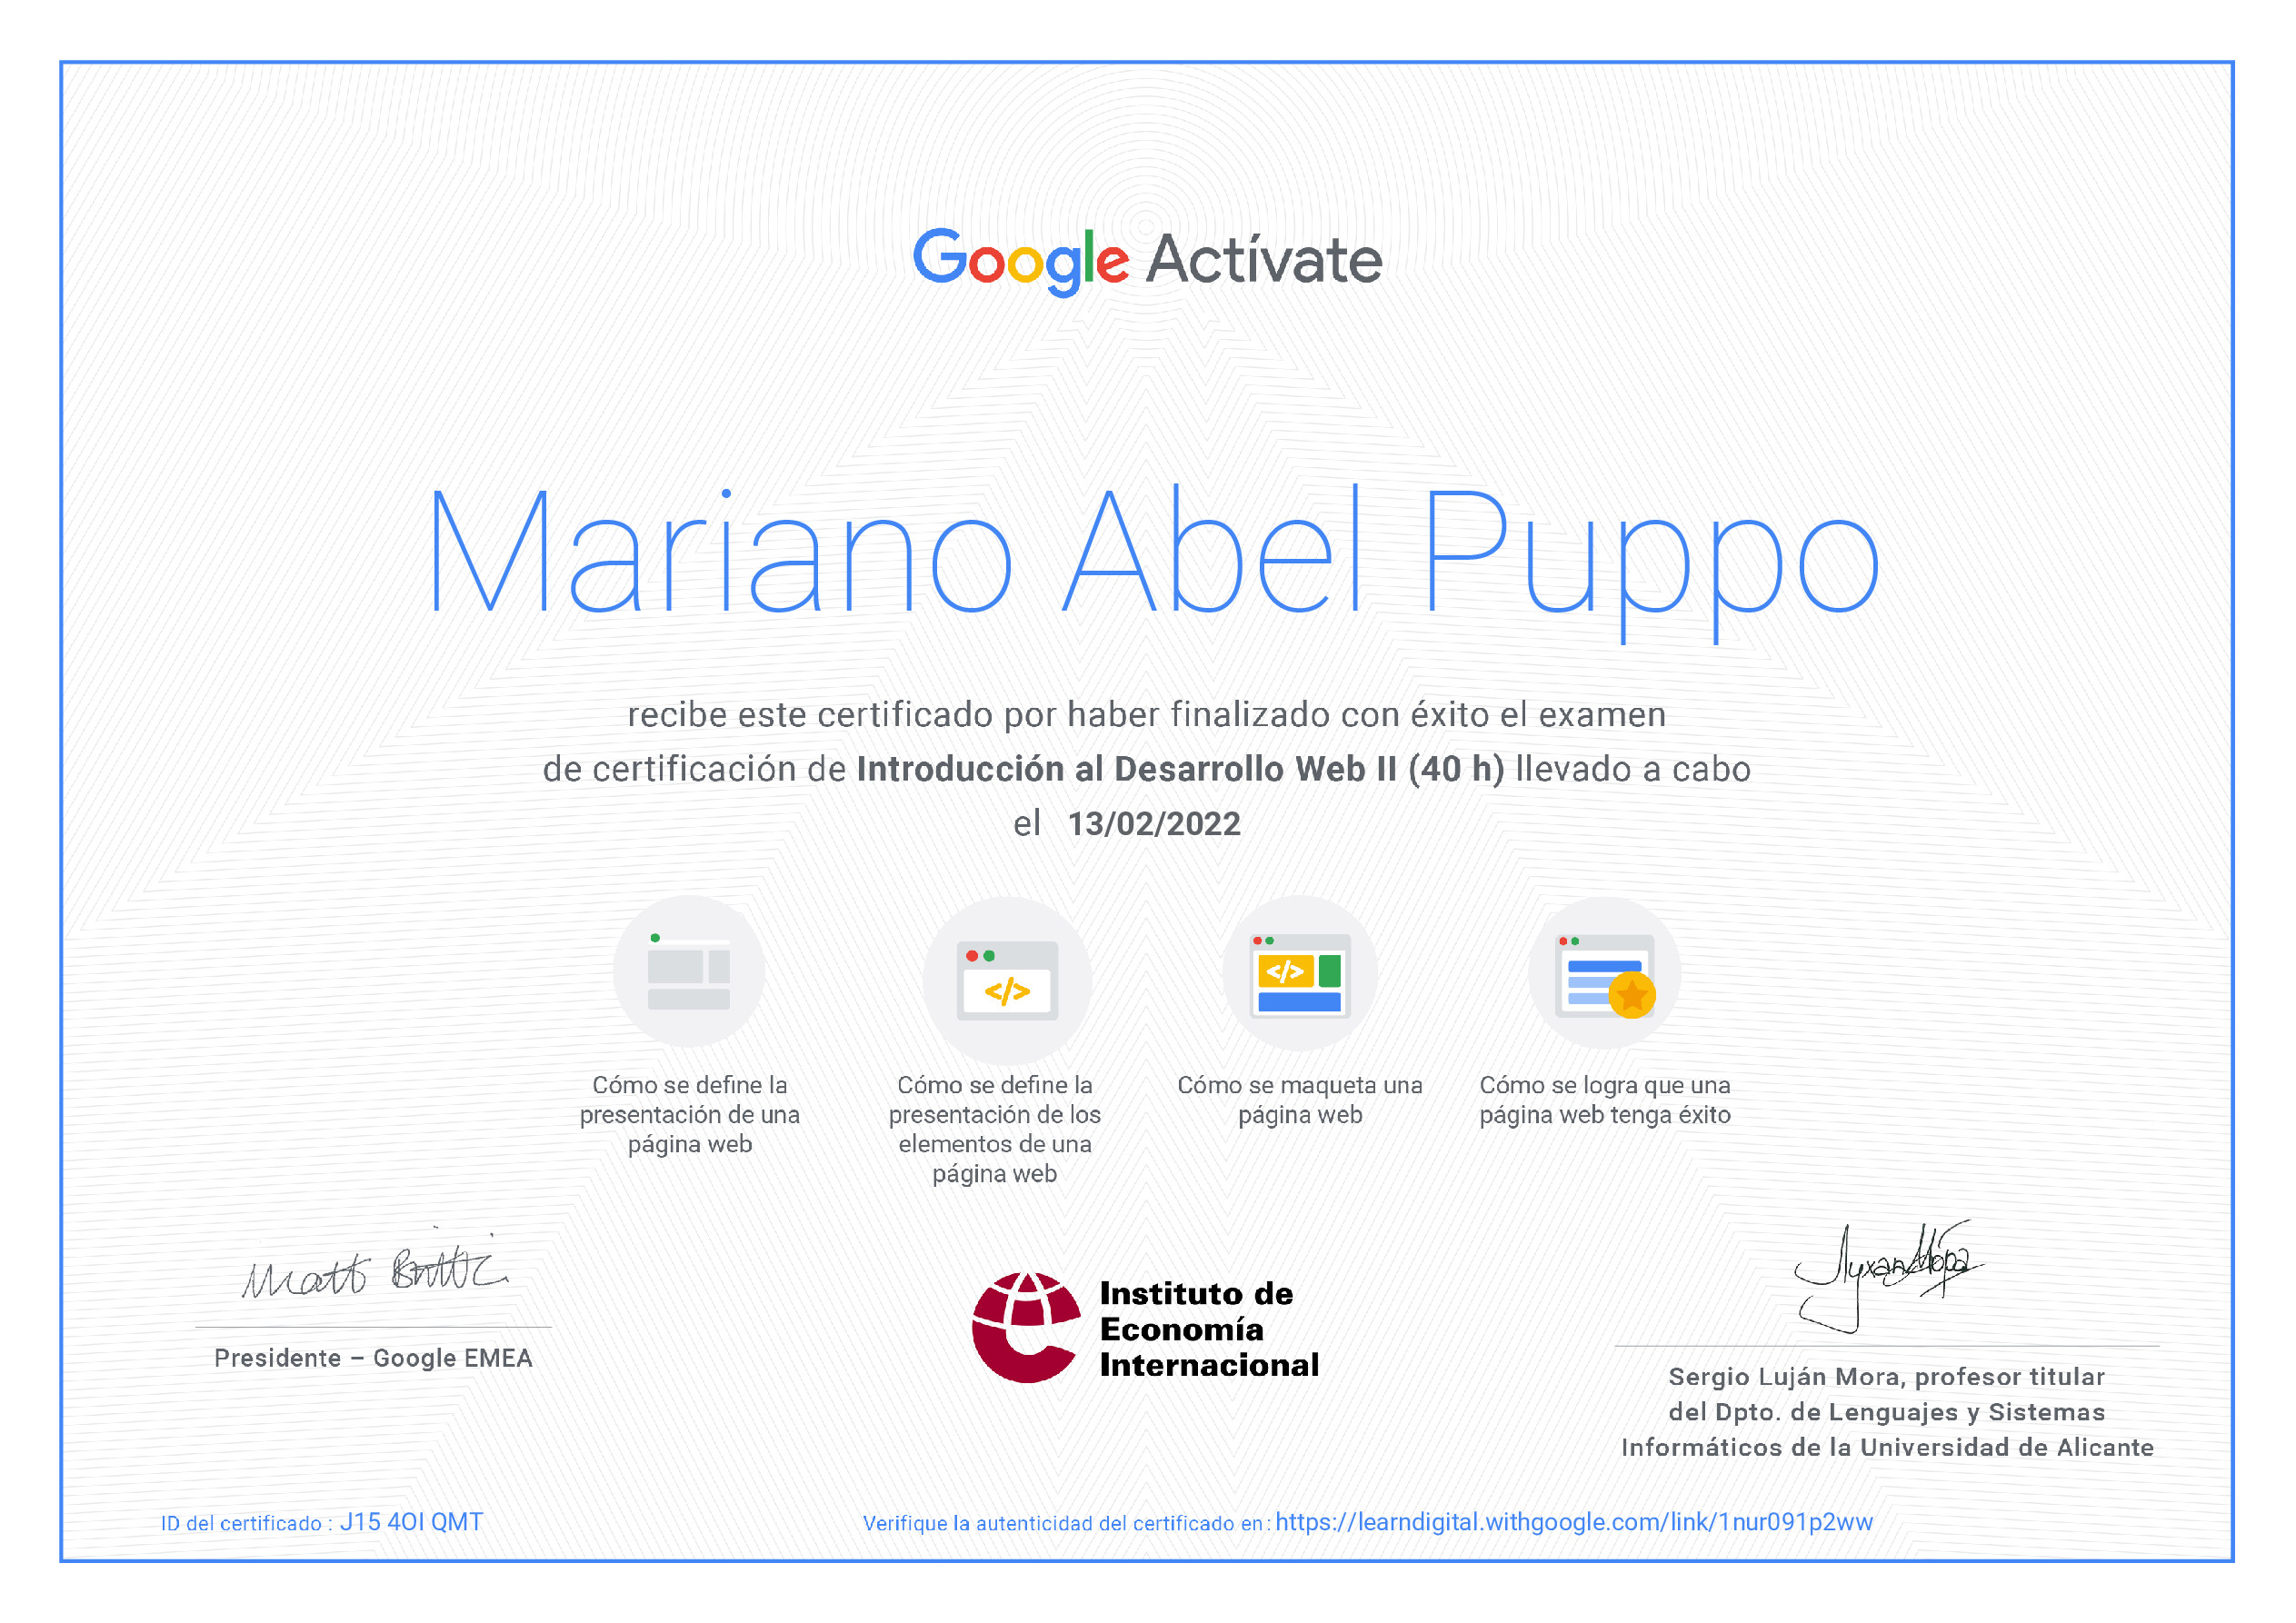 Google Actívate
Mariano Abel Puppo
recibe este certificado por haber finalizado con éxito el examen
de certificación de Introducción al Desarrollo Web II (40 h) llevado a cabo
el 13/02/2022
</>
</>
Cómo se define la
presentación de una
página web
Cómo se define la
presentación de los
elementos de una
página web
Cómo se maqueta una
página web
Cómo se logra que una
página web tenga éxito
Presidente – Google EMEA
Instituto de
Economía
Internacional
Sergio Luján Mora, profesor titular
del Dpto. de Lenguajes y Sistemas
Informáticos de la Universidad de Alicante
ID del certificado : J15 4OI QMT
Verifique la autenticidad del certificado en: https://learndigital.withgoogle.com/link/1nur091p2ww